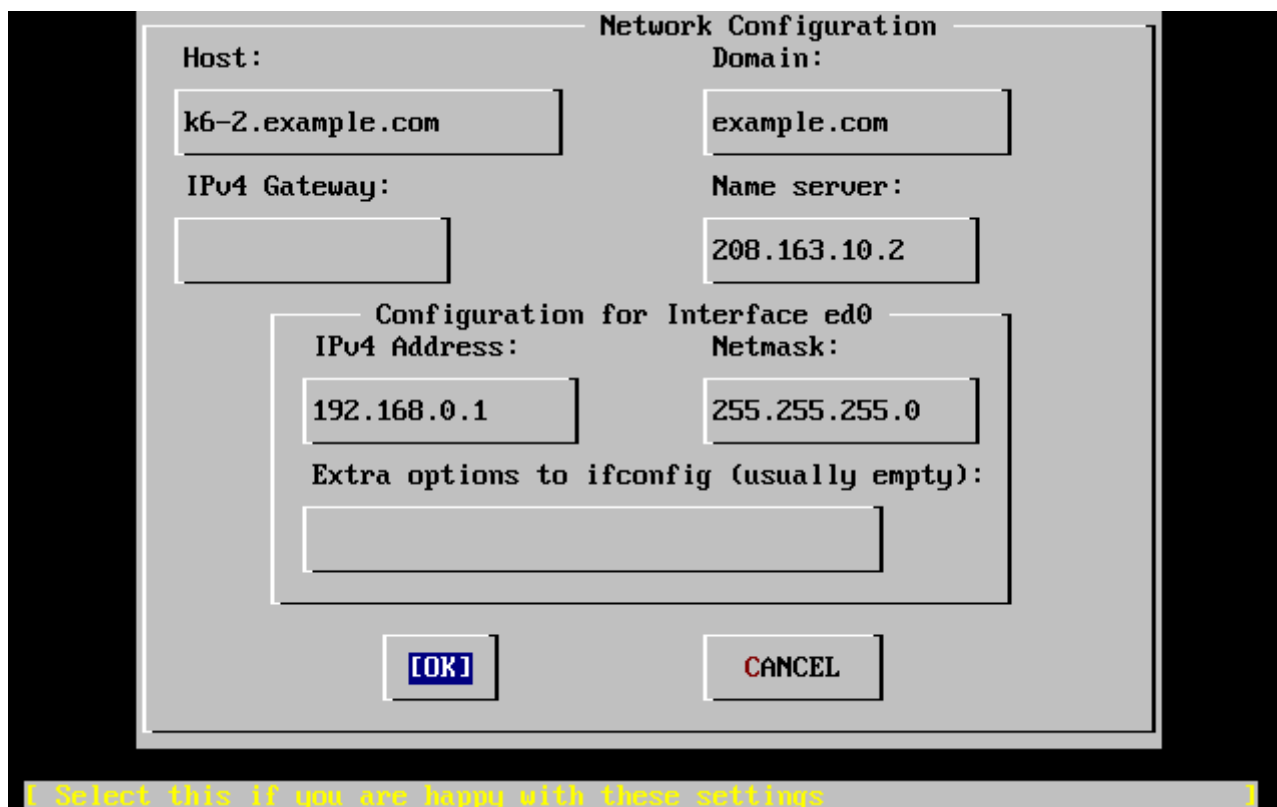 Network Configuration
Host: Domain:
k6-2.example.com example.com
IPv4 Gateway: Name server:
208.163.10.2
Configuration for Interface ed0
IPv4 Address: Netmask:
192.168.0.1 255.255.255.0
Extra options to ifconfig (usually empty):
[OK] CANCEL
[ Select this if you are happy with these settings ]